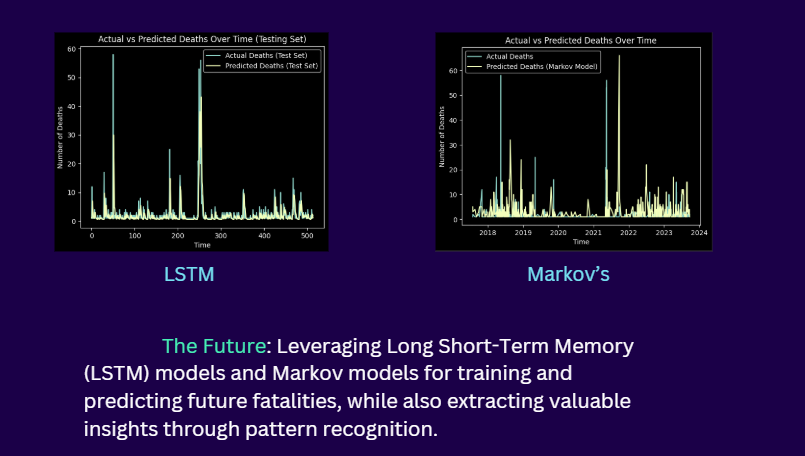 Actual vs Predicted Deaths Over Time (Testing Set)
Actual Deaths (Test Set)
Predicted Deaths (Test Set)
Number of Deaths
60
50
40
30
20
10
0
0
100
200
300
400
500
Time
LSTM
Actual vs Predicted Deaths Over Time
Actual Deaths
Predicted Deaths (Markov Model)
Number of Deaths
60
50
40
30
20
10
0
2018
2019
2020
2021
2022
2023
2024
Time
Markov’s
The Future: Leveraging Long Short-Term Memory
(LSTM) models and Markov models for training and
predicting future fatalities, while also extracting valuable
insights through pattern recognition.